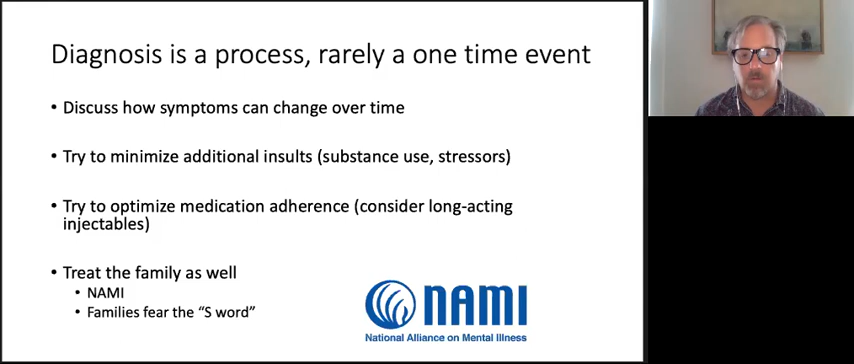 Diagnosis is a process, rarely a one time event
• Discuss how symptoms can change over time
• Try to minimize additional insults (substance use, stressors)
• Try to optimize medication adherence (consider long-acting
injectables)
• Treat the family as well
• NAMI
• Families fear the “S word”
NAMI
National Alliance on Mental Illness